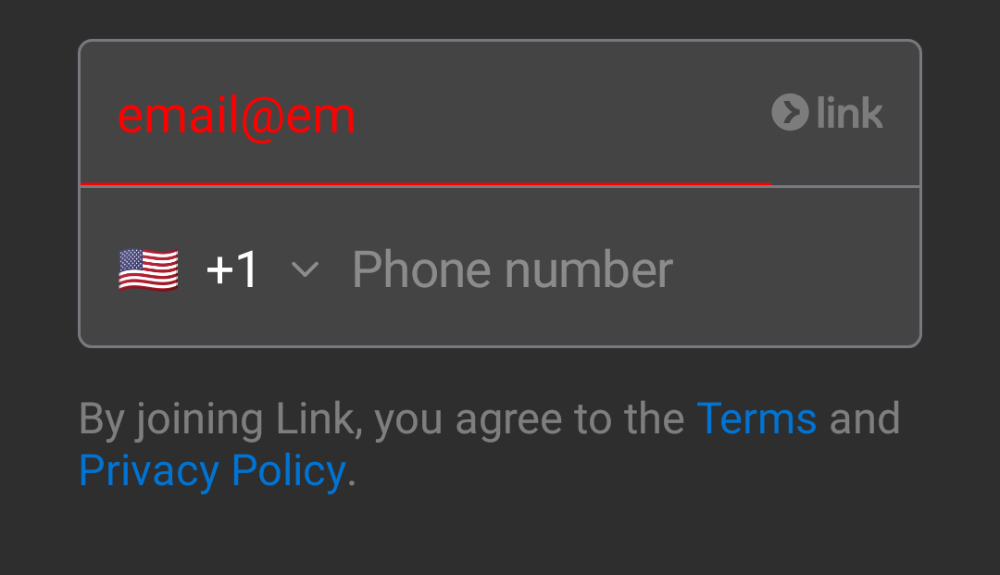 email@em
link
+1 Phone number
By joining Link, you agree to the Terms and
Privacy Policy.